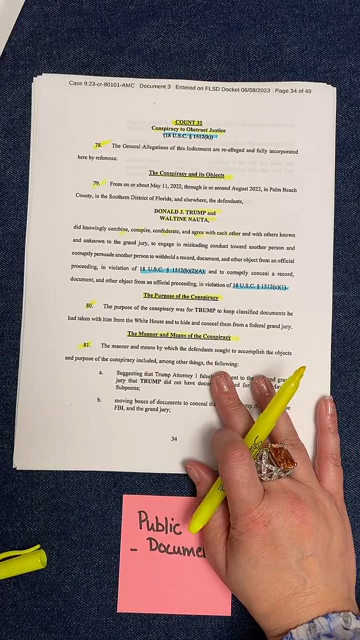 Case 9:23-cr-80101-AMC Document 3 Entered on FLSD Docket 06/08/2023 Page 34 of 49
COUNT 32
Conspiracy to Obstruct Justice
(18 U.S.C. § 1512(k))
78. The General Allegations of this Indictment are re-alleged and fully incorporated
here by reference.
The Conspiracy and its Objects
79. From on or about May 11, 2022, through in or around August 2022, in Palm Beach
County, in the Southern District of Florida, and elsewhere, the defendants,
DONALD J. TRUMP and
WALTINE NAUTA,
did knowingly combine, conspire, confederate, and agree with each other and with others known
and unknown to the grand jury, to engage in misleading conduct toward another person and
corruptly persuade another person to withhold a record, document, and other object from an official
proceeding, in violation of 18 U.S.C. § 1512(b)(2)(A); and to corruptly conceal a record,
document, and other object from an official proceeding, in violation of 18 U.S.C. § 1512(c)(1).
The Purpose of the Conspiracy
80. The purpose of the conspiracy was for TRUMP to keep classified documents he
had taken with him from the White House and to hide and conceal them from a federal grand jury.
The Manner and Means of the Conspiracy
81. The manner and means by which the defendants sought to accomplish the objects
and purpose of the conspiracy included, among other things, the following:
a. Suggesting that Trump Attorney 1 to the and
jury that TRUMP did not have for
Subpoena;
b. moving boxes of documents to conceal the
FBI, and the grand jury;
34
Public
- Docume